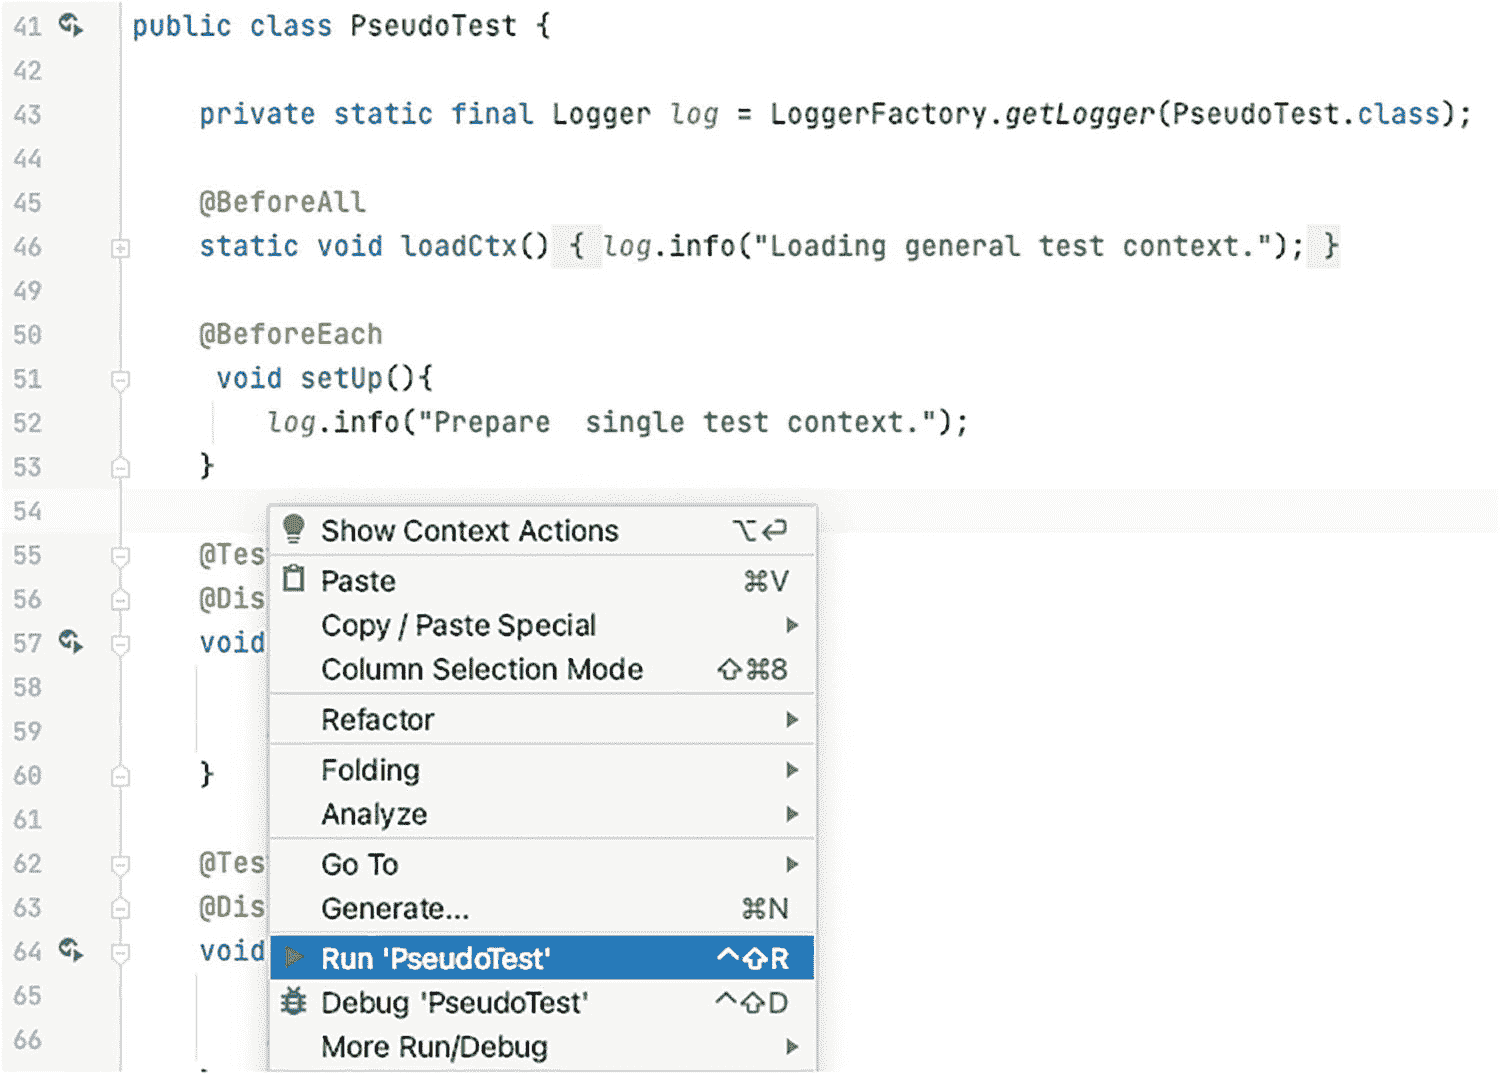 41 public class PseudoTest {
42
43 private static final Logger log = LoggerFactory.getLogger(PseudoTest.class);
44
45 @BeforeAll
46 static void loadCtx() { log.info("Loading general test context."); }
49
50 @BeforeEach
51 void setUp(){
52 log.info("Prepare  single test context.");
53 }
54
Show Context Actions ⌥⏎
55 @Tes
Paste ⌘V
56 @Dis
Copy / Paste Special
57 void
Column Selection Mode ⇧⌘8
58
Refactor
59
Folding
60 }
Analyze
61
62 @Tes
Go To
63 @Dis
Generate... ⌘N
64 void
Run 'PseudoTest' ^⇧R
65
Debug 'PseudoTest' ^⇧D
66
More Run/Debug